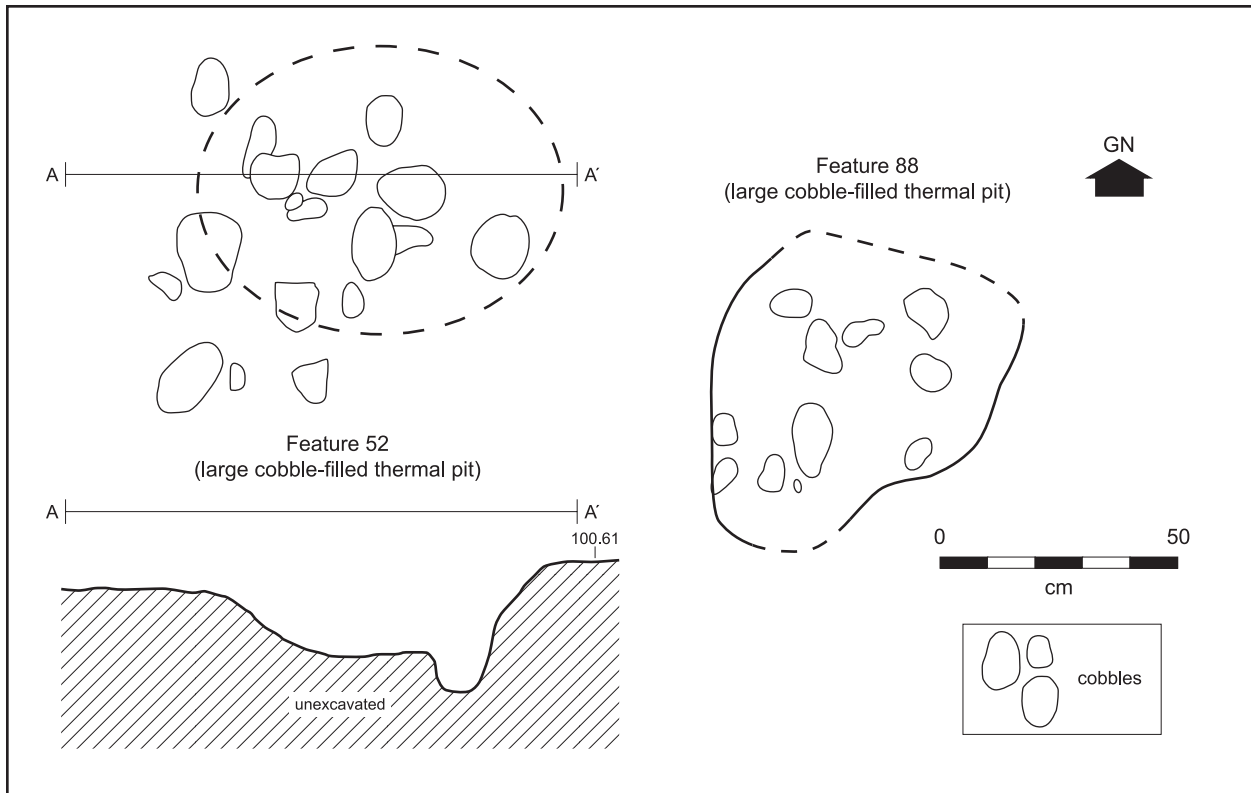 A A′
Feature 52
(large cobble-filled thermal pit)
A A′
100.61
unexcavated
Feature 88
(large cobble-filled thermal pit)
GN
0 50
cm
cobbles